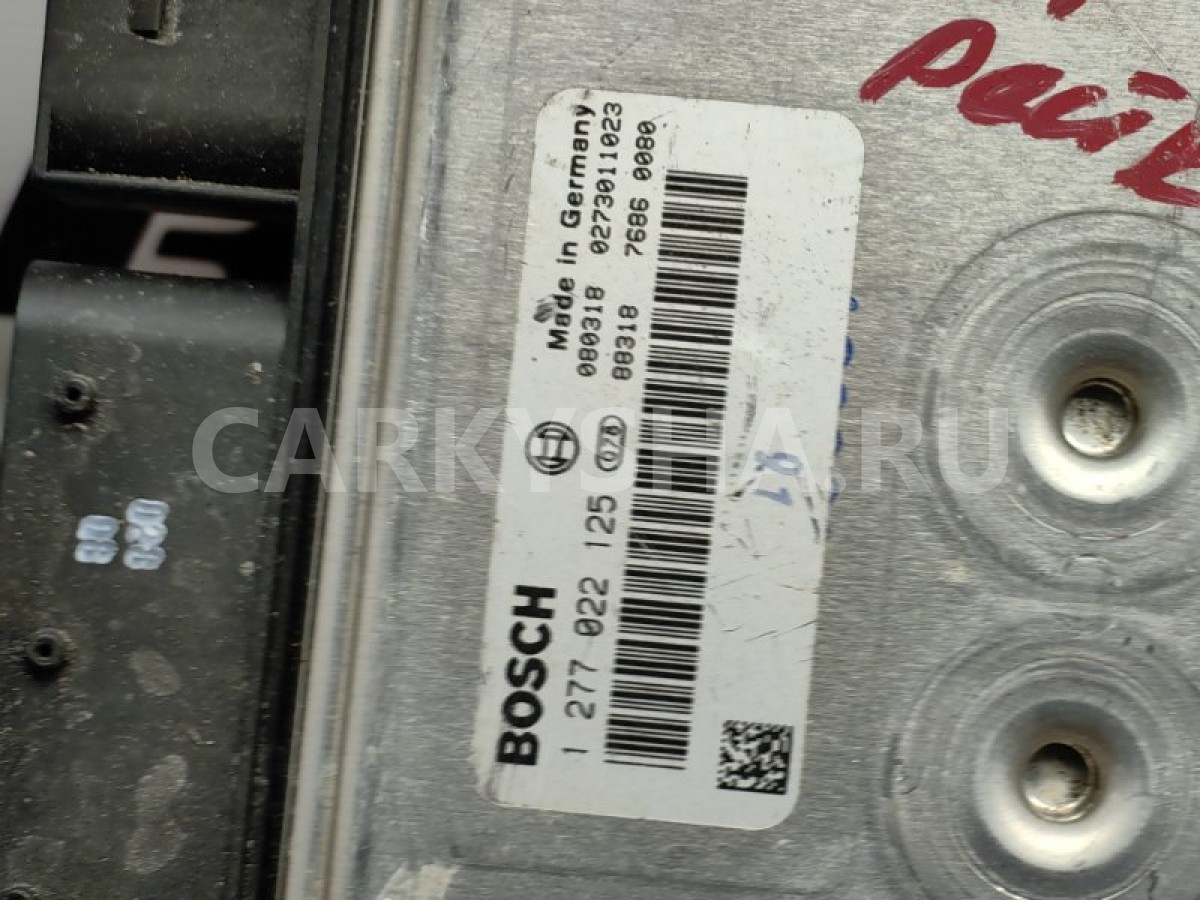 Made in Germany
080318 0273011023
88318 7686 0080
BOSCH
1 277 022 125
CARKYSHA.RU